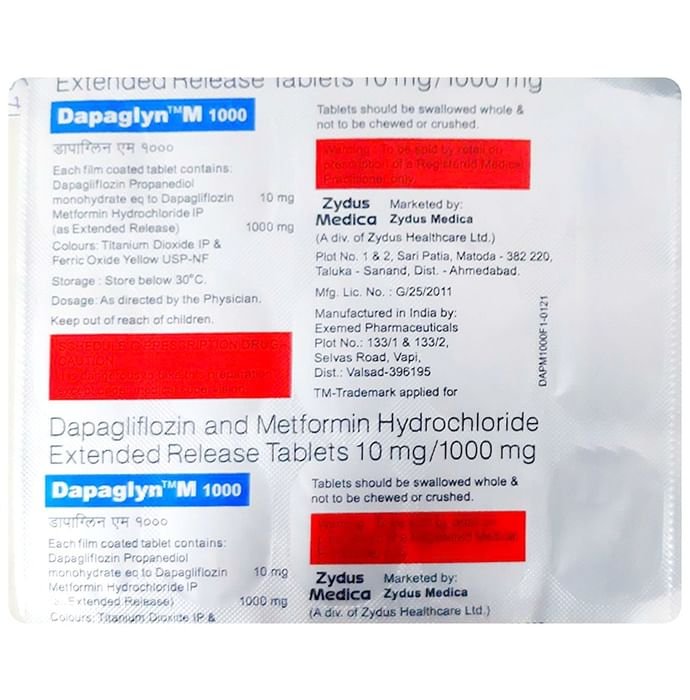 Extended Release Tablets 10 mg/1000 mg
Dapaglyn™M 1000
डापाग्लिन एम १०००
Each film coated tablet contains:
Dapagliflozin Propanediol
monohydrate eq to Dapagliflozin 10 mg
Metformin Hydrochloride IP
(as Extended Release) 1000 mg
Colours: Titanium Dioxide IP &
Ferric Oxide Yellow USP-NF
Storage : Store below 30°C.
Dosage: As directed by the Physician.
Keep out of reach of children.
SCHEDULE G PRESCRIPTION DRUG
CAUTION
Tablets should be swallowed whole &
not to be chewed or crushed.
Warning : To be sold by retail on
prescription of a Registered Medical
Practitioner only.
Zydus
Medica
Marketed by:
Zydus Medica
(A div. of Zydus Healthcare Ltd.)
Plot No. 1 & 2, Sari Patia, Matoda - 382 220,
Taluka - Sanand, Dist. - Ahmedabad.
Mfg. Lic. No. : G/25/2011
Manufactured in India by:
Exemed Pharmaceuticals
Plot No.: 133/1 & 133/2,
Selvas Road, Vapi,
Dist.: Valsad-396195
TM-Trademark applied for
DAPM1000F1-0121
Dapagliflozin and Metformin Hydrochloride
Extended Release Tablets 10 mg/1000 mg
Dapaglyn™M 1000
डापाग्लिन एम १०००
Each film coated tablet contains:
Dapagliflozin Propanediol
monohydrate eq to Dapagliflozin 10 mg
Metformin Hydrochloride IP
(as Extended Release) 1000 mg
Colours: Titanium Dioxide IP &
Tablets should be swallowed whole &
not to be chewed or crushed.
Registered Medical
Zydus
Medica
Marketed by:
Zydus Medica
(A div. of Zydus Healthcare Ltd.)